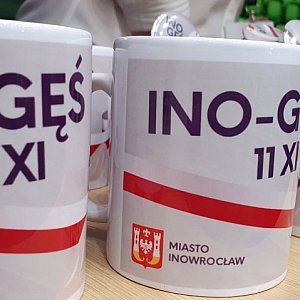 GĘŚ
XI
INO-G
11 XI
MIASTO
INOWROCŁAW